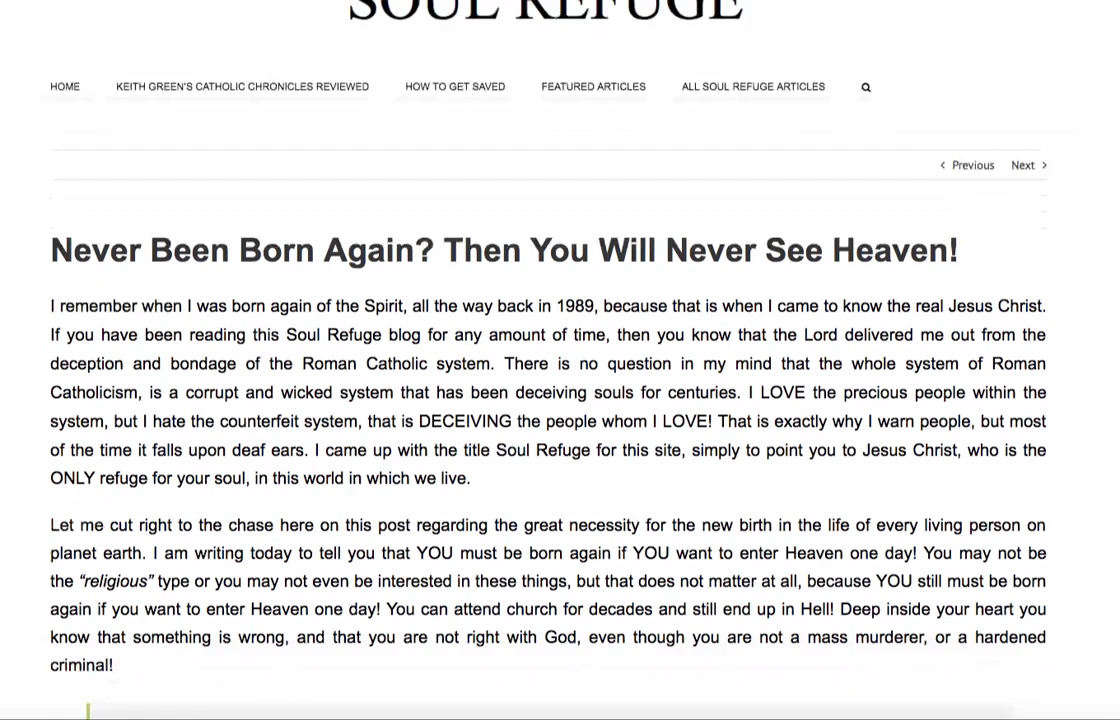 SOUL REFUGE
HOME KEITH GREEN'S CATHOLIC CHRONICLES REVIEWED HOW TO GET SAVED FEATURED ARTICLES ALL SOUL REFUGE ARTICLES
‹ Previous Next ›
Never Been Born Again? Then You Will Never See Heaven!
I remember when I was born again of the Spirit, all the way back in 1989, because that is when I came to know the real Jesus Christ.
If you have been reading this Soul Refuge blog for any amount of time, then you know that the Lord delivered me out from the
deception and bondage of the Roman Catholic system. There is no question in my mind that the whole system of Roman
Catholicism, is a corrupt and wicked system that has been deceiving souls for centuries. I LOVE the precious people within the
system, but I hate the counterfeit system, that is DECEIVING the people whom I LOVE! That is exactly why I warn people, but most
of the time it falls upon deaf ears. I came up with the title Soul Refuge for this site, simply to point you to Jesus Christ, who is the
ONLY refuge for your soul, in this world in which we live.
Let me cut right to the chase here on this post regarding the great necessity for the new birth in the life of every living person on
planet earth. I am writing today to tell you that YOU must be born again if YOU want to enter Heaven one day! You may not be
the “religious” type or you may not even be interested in these things, but that does not matter at all, because YOU still must be born
again if you want to enter Heaven one day! You can attend church for decades and still end up in Hell! Deep inside your heart you
know that something is wrong, and that you are not right with God, even though you are not a mass murderer, or a hardened
criminal!